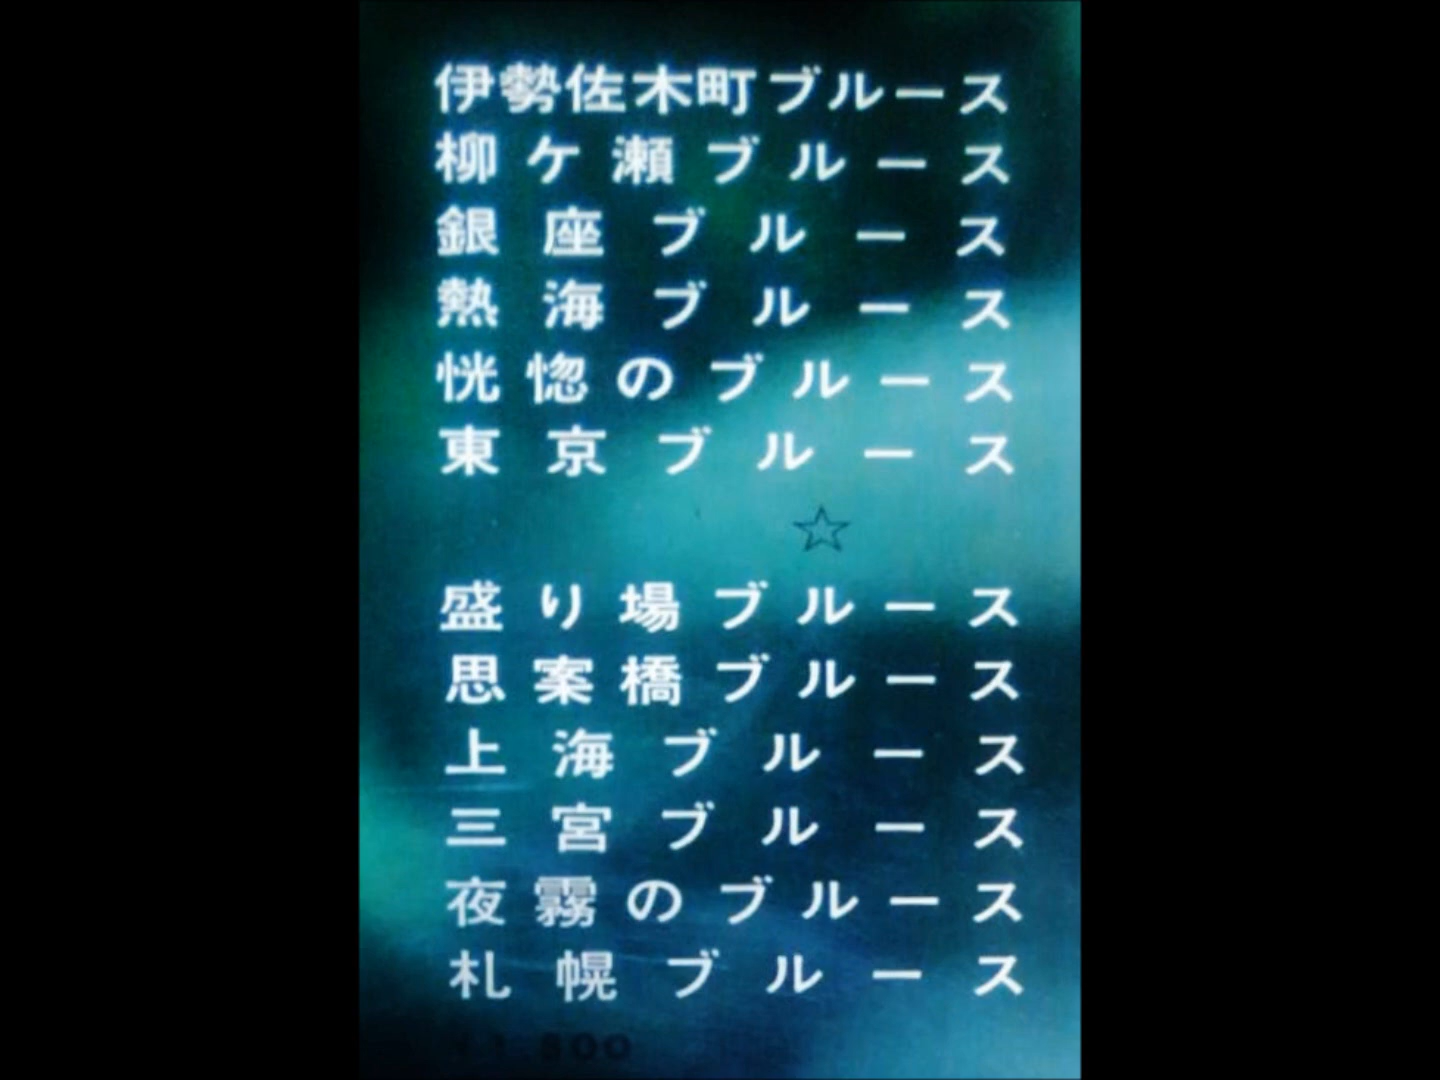 伊勢佐木町ブルース
柳ケ瀬ブルース
銀座ブルース
熱海ブルース
恍惚のブルース
東京ブルース
☆
盛り場ブルース
思案橋ブルース
上海ブルース
三宮ブルース
夜霧のブルース
札幌ブルース